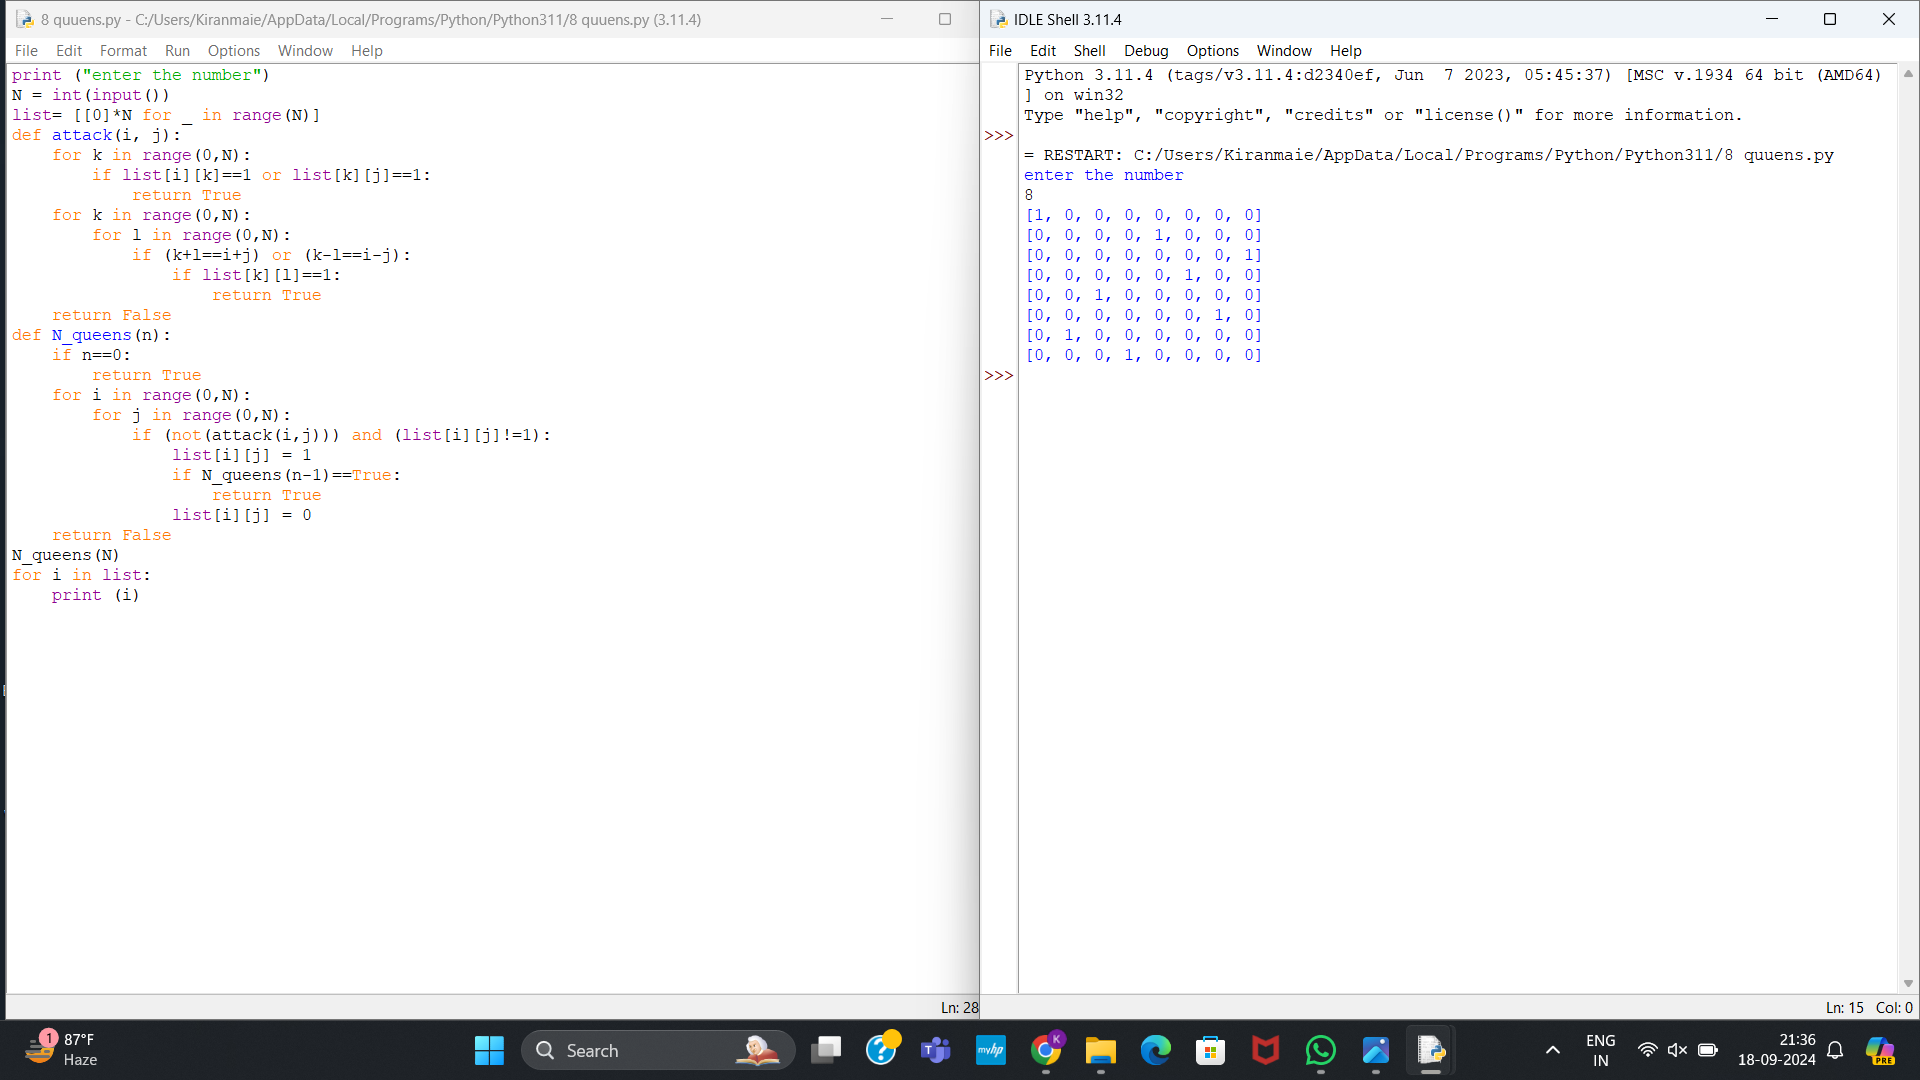 8 quuens.py - C:/Users/Kiranmaie/AppData/Local/Programs/Python/Python311/8 quuens.py (3.11.4)
File Edit Format Run Options Window Help
print ("enter the number")
N = int(input())
list= [[0]*N for _ in range(N)]
def attack(i, j):
    for k in range(0,N):
        if list[i][k]==1 or list[k][j]==1:
            return True
    for k in range(0,N):
        for l in range(0,N):
            if (k+l==i+j) or (k-l==i-j):
                if list[k][l]==1:
                    return True
    return False
def N_queens(n):
    if n==0:
        return True
    for i in range(0,N):
        for j in range(0,N):
            if (not(attack(i,j))) and (list[i][j]!=1):
                list[i][j] = 1
                if N_queens(n-1)==True:
                    return True
                list[i][j] = 0
    return False
N_queens(N)
for i in list:
    print (i)
Ln: 28
IDLE Shell 3.11.4
File Edit Shell Debug Options Window Help
Python 3.11.4 (tags/v3.11.4:d2340ef, Jun  7 2023, 05:45:37) [MSC v.1934 64 bit (AMD64)
] on win32
Type "help", "copyright", "credits" or "license()" for more information.
>>>
= RESTART: C:/Users/Kiranmaie/AppData/Local/Programs/Python/Python311/8 quuens.py
enter the number
8
[1, 0, 0, 0, 0, 0, 0, 0]
[0, 0, 0, 0, 1, 0, 0, 0]
[0, 0, 0, 0, 0, 0, 0, 1]
[0, 0, 0, 0, 0, 1, 0, 0]
[0, 0, 1, 0, 0, 0, 0, 0]
[0, 0, 0, 0, 0, 0, 1, 0]
[0, 1, 0, 0, 0, 0, 0, 0]
[0, 0, 0, 1, 0, 0, 0, 0]
>>>
Ln: 15 Col: 0
1
87°F
Haze
Search
myhp
K
ENG
IN
21:36
18-09-2024
PRE